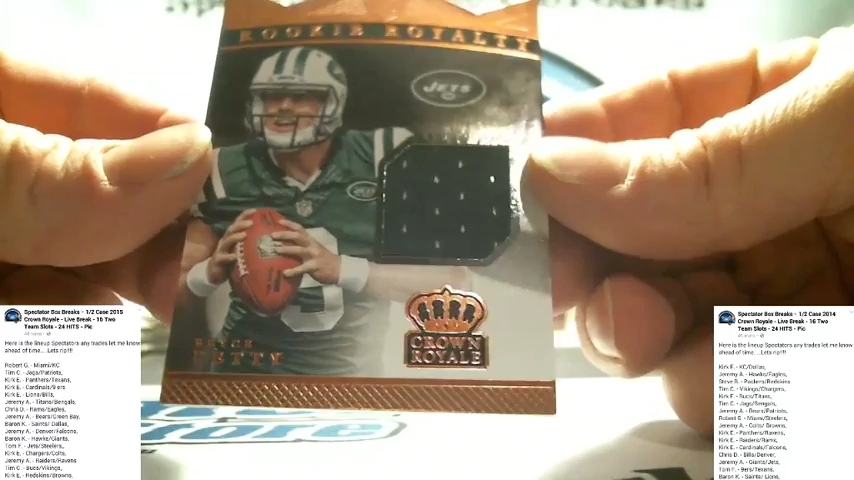 ROOKIE ROYALTY
JETS
JETS
BRYCE
PETTY
CROWN
ROYALE
Spectator Box Breaks - 1/2 Case 2015
Crown Royale - Live Break - 16 Two
Team Slots - 24 HITS - Pic
Here is the lineup Spectators any trades let me know
ahead of time....Lets rip!!!
Robert G. - Miami/KC
Tim C. - Jags/Patriots,
Kirk E. - Panthers/Texans,
Kirk E. - Cardinals/9ers
Kirk E. - Lions/Bills,
Jeremy A. - Titans/Bengals,
Chris D. - Rams/Eagles,
Jeremy A. - Bears/Green Bay,
Baron K. - Saints/ Dallas,
Jeremy A. - Denver/Falcons,
Baron K. - Hawks/Giants,
Tom F. - Jets/Steelers,
Kirk E. - Chargers/Colts,
Jeremy A. - Raiders/Ravens
Tim C. - Bucs/Vikings,
Kirk E. - Redskins/Browns,
Spectator Box Breaks - 1/2 Case 2014
Crown Royale - Live Break - 16 Two
Team Slots - 24 HITS - Pic
Here is the lineup Spectators any trades let me know
ahead of time....Lets rip!!!
Kirk E. - KC/Dallas,
Jeremy A. - Hawks/Eagles,
Steve B. - Packers/Redskins
Tim C. - Vikings/Chargers,
Kirk E. - Bucs/Titans,
Tim C. - Jags/Bengals,
Jeremy A. - Bears/Patriots,
Robert G. - Miami/Steelers,
Jeremy A. - Colts/ Browns,
Kirk E. - Panthers/Ravens,
Kirk E. - Raiders/Rams,
Kirk E. - Cardinals/Falcons,
Chris D. - Bills/Denver,
Jeremy A. - Giants/Jets,
Tom F. - 9ers/Texans,
Baron K. - Saints/ Lions,